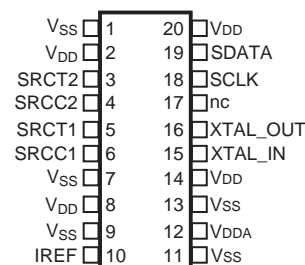 VSS 1 20 VDD
VDD 2 19 SDATA
SRCT2 3 18 SCLK
SRCC2 4 17 nc
SRCT1 5 16 XTAL_OUT
SRCC1 6 15 XTAL_IN
VSS 7 14 VDD
VDD 8 13 VSS
VSS 9 12 VDDA
IREF 10 11 VSS